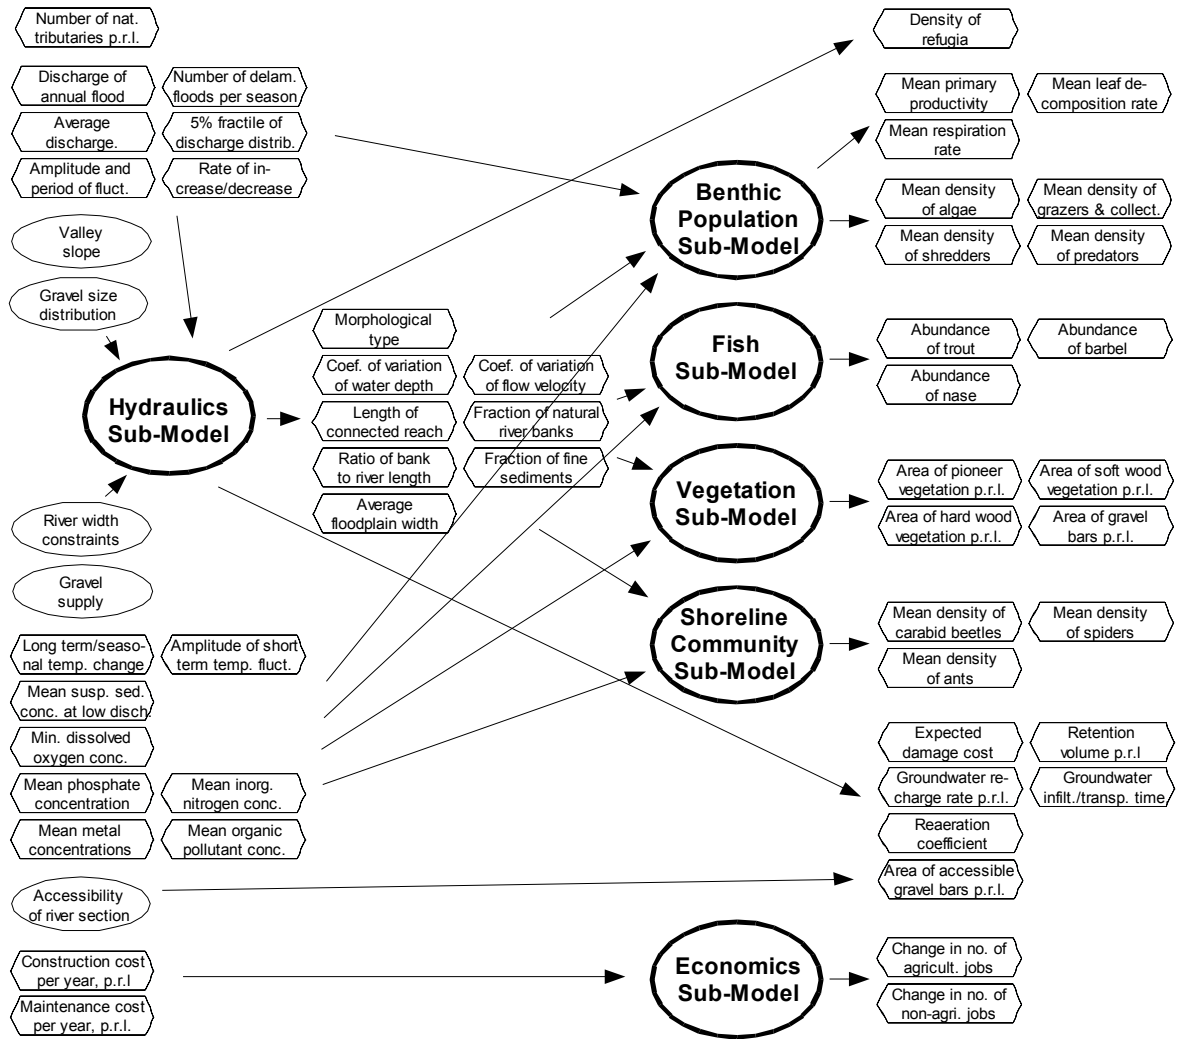 Number of nat.
tributaries p.r.l.
Discharge of
annual flood
Number of delam.
floods per season
Average
discharge.
5% fractile of
discharge distrib.
Amplitude and
period of fluct.
Rate of in-
crease/decrease
Valley
slope
Gravel size
distribution
Hydraulics
Sub-Model
River width
constraints
Gravel
supply
Long term/seaso-
nal temp. change
Amplitude of short
term temp. fluct.
Mean susp. sed.
conc. at low disch.
Min. dissolved
oxygen conc.
Mean phosphate
concentration
Mean inorg.
nitrogen conc.
Mean metal
concentrations
Mean organic
pollutant conc.
Accessibility
of river section
Construction cost
per year, p.r.l
Maintenance cost
per year, p.r.l.
Morphological
type
Coef. of variation
of water depth
Coef. of variation
of flow velocity
Length of
connected reach
Fraction of natural
river banks
Ratio of bank
to river length
Fraction of fine
sediments
Average
floodplain width
Benthic
Population
Sub-Model
Fish
Sub-Model
Vegetation
Sub-Model
Shoreline
Community
Sub-Model
Economics
Sub-Model
Density of
refugia
Mean primary
productivity
Mean leaf de-
composition rate
Mean respiration
rate
Mean density
of algae
Mean density of
grazers & collect.
Mean density
of shredders
Mean density
of predators
Abundance
of trout
Abundance
of barbel
Abundance
of nase
Area of pioneer
vegetation p.r.l.
Area of soft wood
vegetation p.r.l.
Area of hard wood
vegetation p.r.l.
Area of gravel
bars p.r.l.
Mean density of
carabid beetles
Mean density
of spiders
Mean density
of ants
Expected
damage cost
Retention
volume p.r.l
Groundwater re-
charge rate p.r.l.
Groundwater
infilt./transp. time
Reaeration
coefficient
Area of accessible
gravel bars p.r.l.
Change in no. of
agricult. jobs
Change in no. of
non-agri. jobs